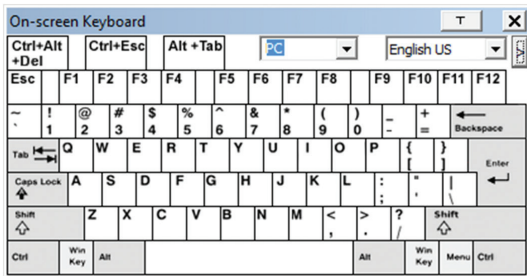 On-screen Keyboard T X
Ctrl+Alt Ctrl+Esc Alt +Tab PC English US
+Del
Esc F1 F2 F3 F4 F5 F6 F7 F8 F9 F10 F11 F12
~ ! @ # $ % ^ & * ( ) _ +
` 1 2 3 4 5 6 7 8 9 0 - = Backspace
Tab Q W E R T Y U I O P { }
[ ] Enter
Caps Lock A S D F G H J K L : " |
; ' \
Shift Z X C V B N M < > ? Shift
, . /
Ctrl Win Key Alt Alt Win Key Menu Ctrl